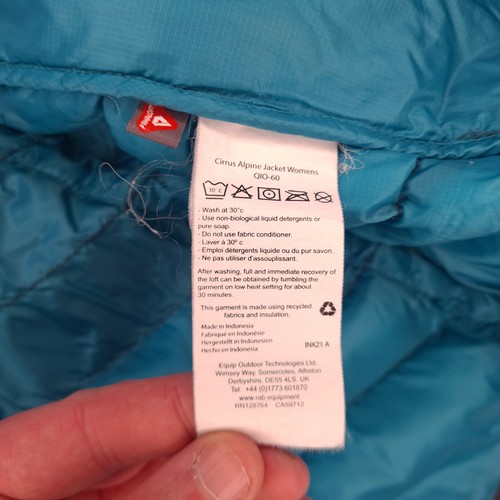 PRIMALOFT
Cirrus Alpine Jacket Womens
QIO-60
30 C
- Wash at 30°c
- Use non-biological liquid detergents or
pure soap.
- Do not use fabric conditioner.
- Laver à 30º c
- Emploi détergents liquide ou du pur savon.
- Ne pas utiliser d'assouplissant.
After washing, full and immediate recovery of
the loft can be obtained by tumbling the
garment on low heat setting for about
30 minutes.
This garment is made using recycled
fabrics and insulation.
Made in Indonesia
Fabriqué en Indonésie
Hergestellt in Indonesien
Hecho en Indonesia
INK21 A
Equip Outdoor Technologies Ltd.
Wimsey Way, Somercotes, Alfreton
Derbyshire, DE55 4LS, UK
Tel: +44 (0)1773 601870
www.rab.equipment
RN128764 CA59712